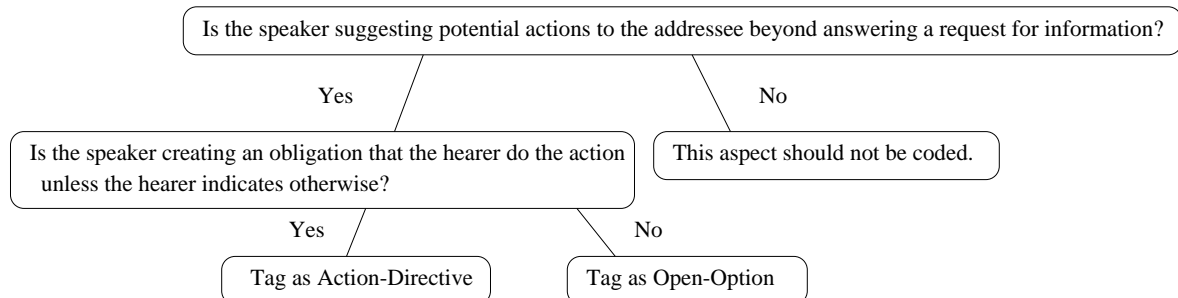 Is the speaker suggesting potential actions to the addressee beyond answering a request for information?
Yes
No
Is the speaker creating an obligation that the hearer do the action
unless the hearer indicates otherwise?
This aspect should not be coded.
Yes
No
Tag as Action-Directive
Tag as Open-Option